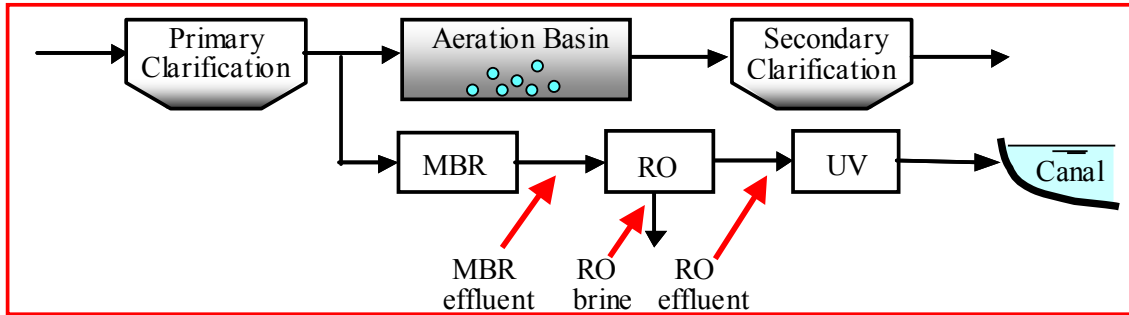 Primary
Clarification
Aeration Basin
Secondary
Clarification
MBR
RO
UV
Canal
MBR
effluent
RO
brine
RO
effluent